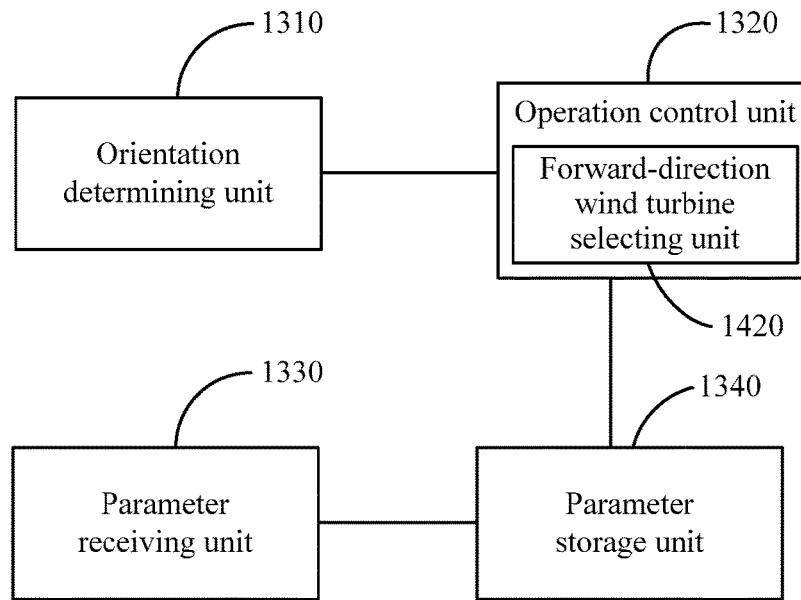 1310
1320
Orientation
determining unit
Operation control unit
Forward-direction
wind turbine
selecting unit
1420
1330
1340
Parameter
receiving unit
Parameter
storage unit